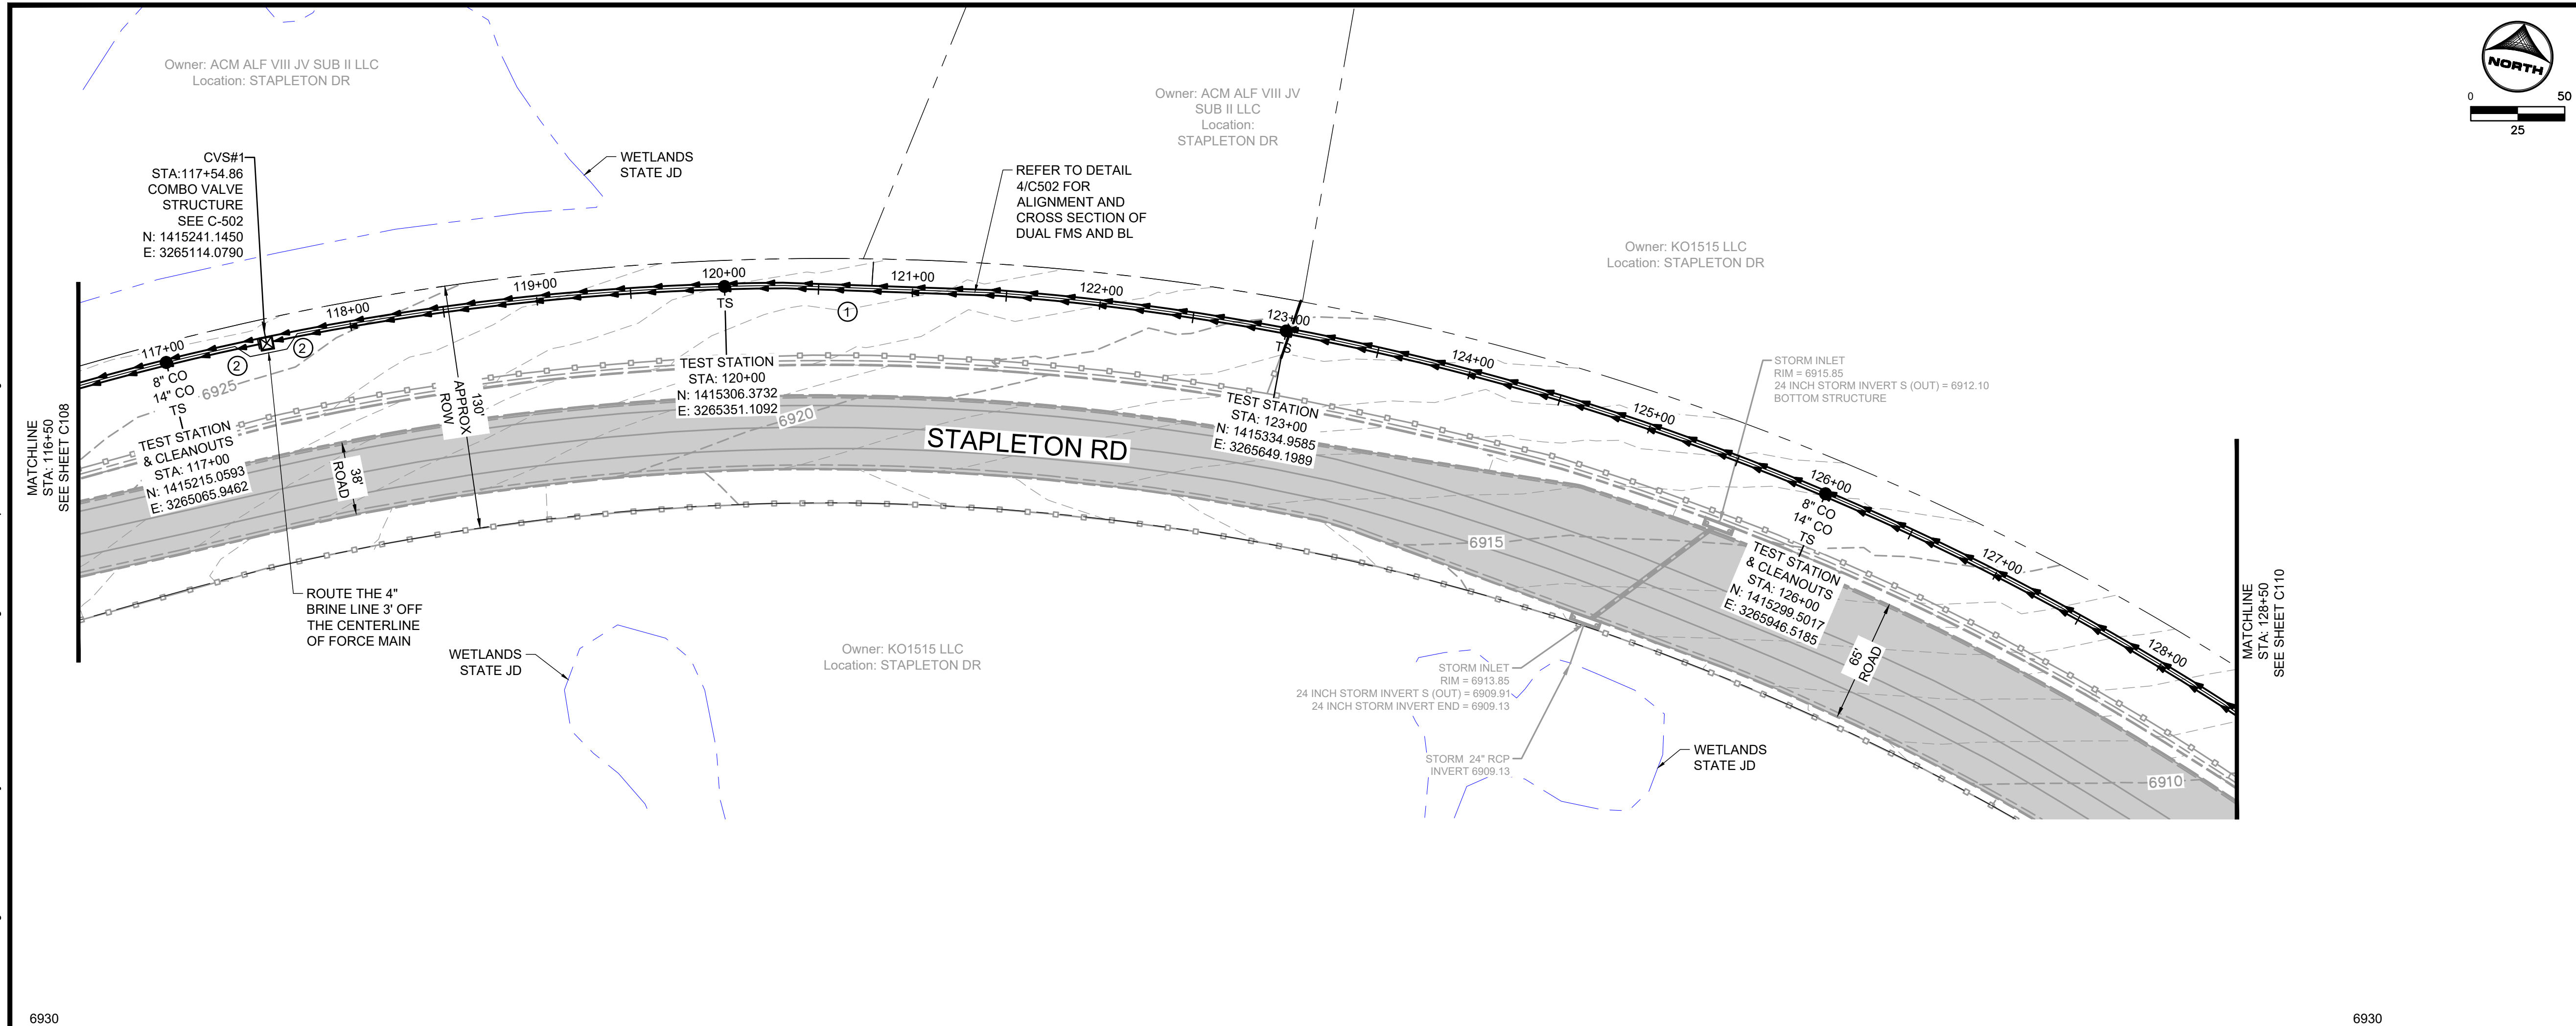 Owner: ACM ALF VIII JV SUB II LLC
Location: STAPLETON DR
Owner: ACM ALF VIII JV
SUB II LLC
Location:
STAPLETON DR
NORTH
0
50
25
CVS#1
STA:117+54.86
COMBO VALVE
STRUCTURE
SEE C-502
N: 1415241.1450
E: 3265114.0790
WETLANDS
STATE JD
REFER TO DETAIL
4/C502 FOR
ALIGNMENT AND
CROSS SECTION OF
DUAL FMS AND BL
Owner: KO1515 LLC
Location: STAPLETON DR
117+00
118+00
119+00
120+00
121+00
122+00
123+00
124+00
125+00
126+00
127+00
128+00
TS
TS
1
2
2
8" CO
14" CO
TS
6925
TEST STATION
& CLEANOUTS
STA: 117+00
N: 1415215.0593
E: 3265065.9462
MATCHLINE
STA: 116+50
SEE SHEET C108
38'
ROAD
130'
APPROX
ROW
TEST STATION
STA: 120+00
N: 1415306.3732
E: 3265351.1092
6920
STAPLETON RD
TEST STATION
STA: 123+00
N: 1415334.9585
E: 3265649.1989
STORM INLET
RIM = 6915.85
24 INCH STORM INVERT S (OUT) = 6912.10
BOTTOM STRUCTURE
8" CO
14" CO
TS
6915
TEST STATION
& CLEANOUTS
STA: 126+00
N: 1415299.5017
E: 3265946.5185
65'
ROAD
MATCHLINE
STA: 128+50
SEE SHEET C110
ROUTE THE 4"
BRINE LINE 3' OFF
THE CENTERLINE
OF FORCE MAIN
WETLANDS
STATE JD
Owner: KO1515 LLC
Location: STAPLETON DR
STORM INLET
RIM = 6913.85
24 INCH STORM INVERT S (OUT) = 6909.91
24 INCH STORM INVERT END = 6909.13
STORM 24" RCP
INVERT 6909.13
WETLANDS
STATE JD
6910
6930
6930